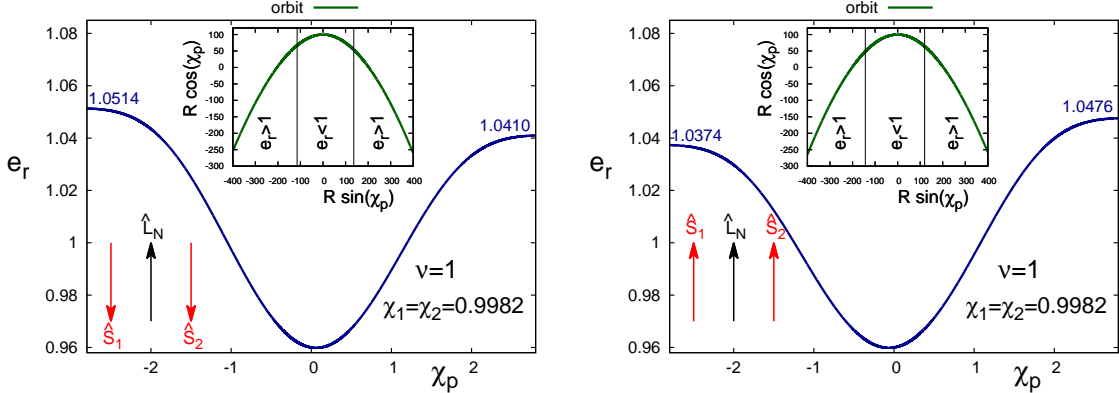 orbit
1.08
1.06
1.04
1.02
1
0.98
0.96
e_r
1.0514
1.0410
R cos(χ_p)
100
50
0
-50
-100
-150
-200
-250
-300
e_r>1
e_r<1
e_r>1
-400 -300 -200 -100 0 100 200 300 400
R sin(χ_p)
L̂_N
Ŝ_1
Ŝ_2
ν=1
χ_1=χ_2=0.9982
-2 -1 0 1 2
χ_p
orbit
1.08
1.06
1.04
1.02
1
0.98
0.96
e_r
1.0374
1.0476
R cos(χ_p)
100
50
0
-50
-100
-150
-200
-250
-300
e_r>1
e_r<1
e_r>1
-400 -300 -200 -100 0 100 200 300 400
R sin(χ_p)
Ŝ_1
L̂_N
Ŝ_2
ν=1
χ_1=χ_2=0.9982
-2 -1 0 1 2
χ_p